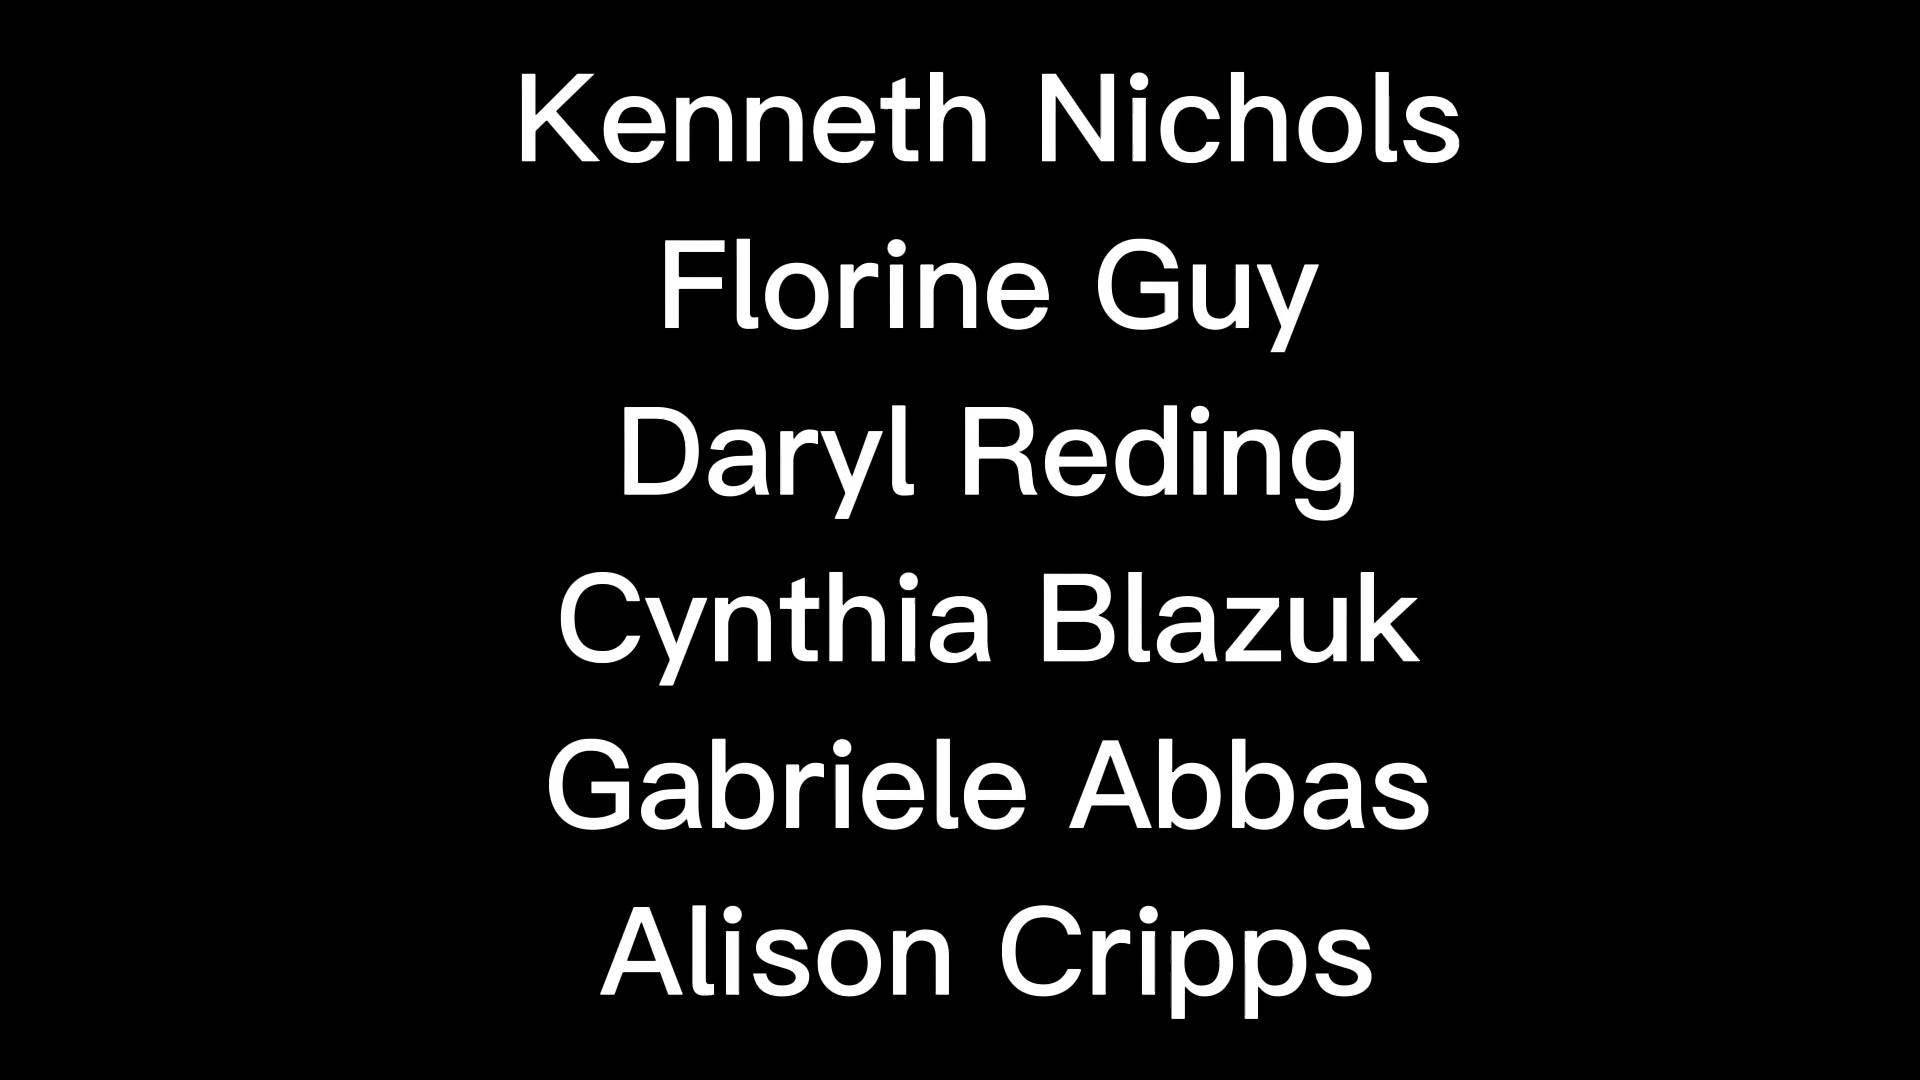 Kenneth Nichols
Florine Guy
Daryl Reding
Cynthia Blazuk
Gabriele Abbas
Alison Cripps